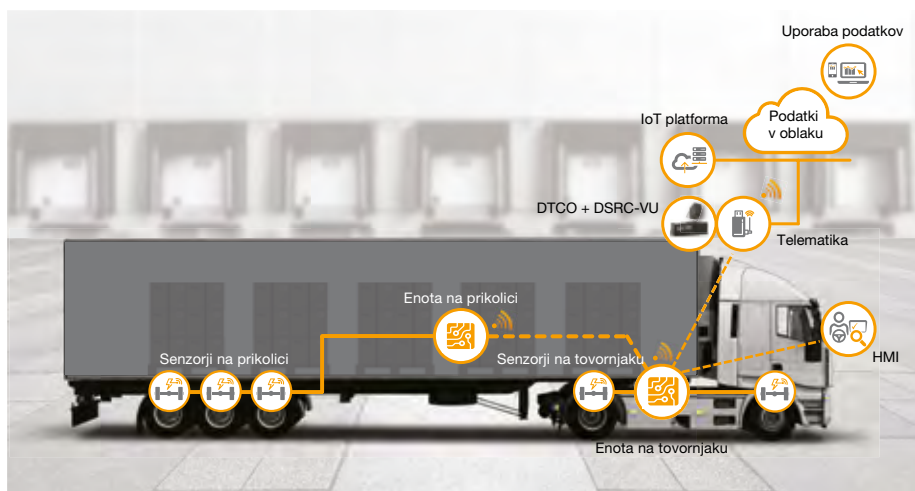 Uporaba podatkov
IoT platforma
Podatki
v oblaku
DTCO + DSRC-VU
Telematika
Enota na prikolici
Senzorji na prikolici
Senzorji na tovornjaku
HMI
Enota na tovornjaku